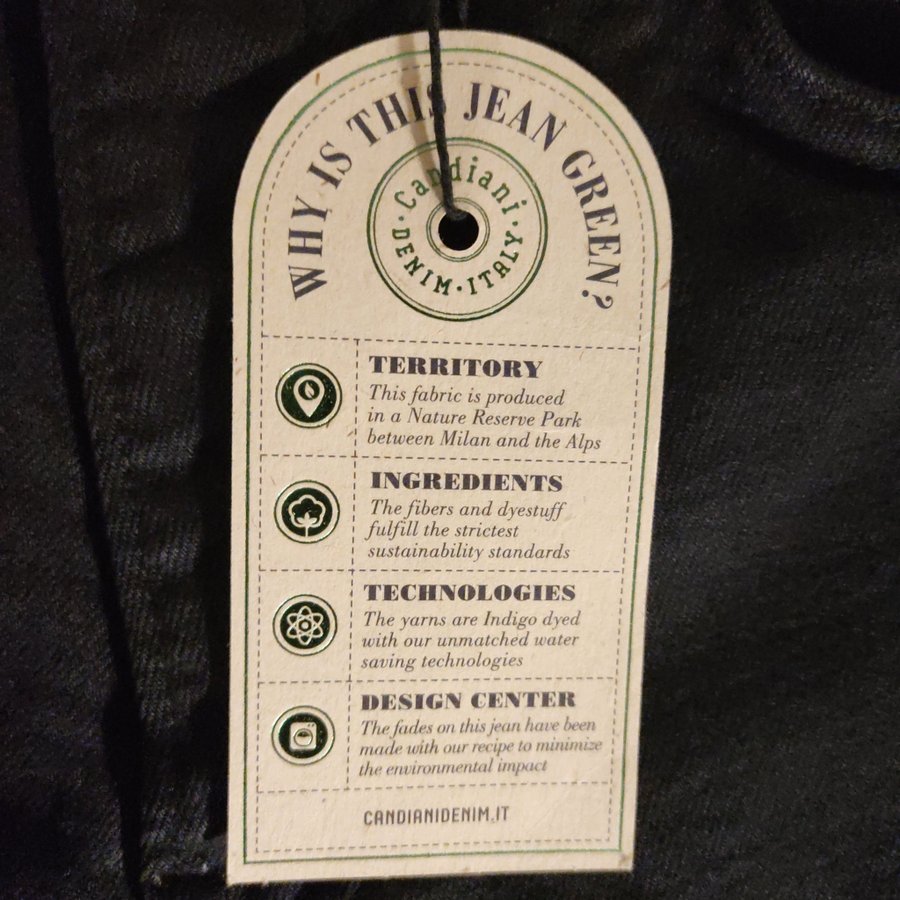 WHY IS THIS JEAN GREEN?
Candiani
· DENIM · ITALY ·
TERRITORY
This fabric is produced
in a Nature Reserve Park
between Milan and the Alps
INGREDIENTS
The fibers and dyestuff
fulfill the strictest
sustainability standards
TECHNOLOGIES
The yarns are Indigo dyed
with our unmatched water
saving technologies
DESIGN CENTER
The fades on this jean have been
made with our recipe to minimize
the environmental impact
CANDIANIDENIM.IT